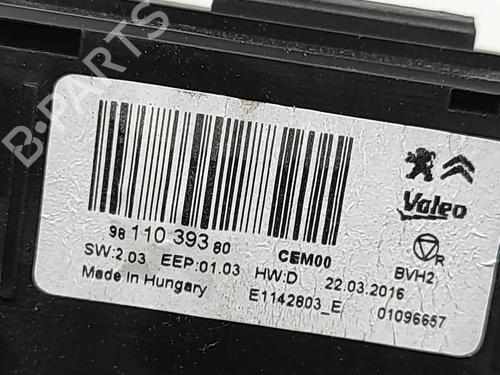 B-PARTS
Valeo
98 110 393 80
CEM00
R
SW:2.03 EEP:01.03 HW:D 22.03.2016 BVH2
Made in Hungary E1142803_E 01096657